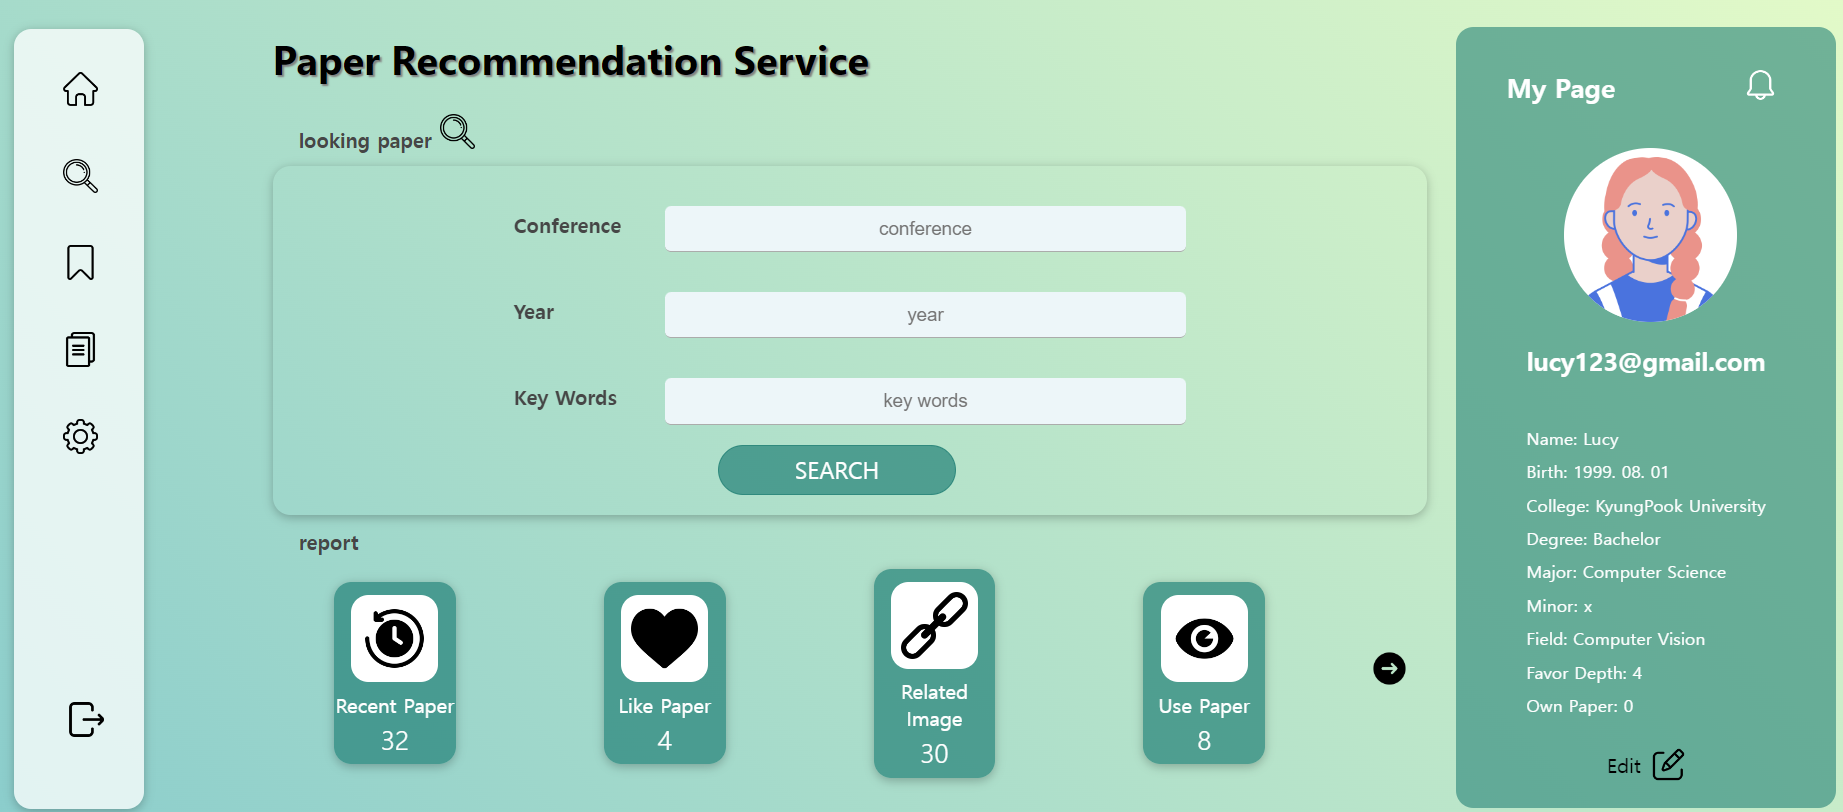 Paper Recommendation Service
looking paper
Conference
conference
Year
year
Key Words
key words
SEARCH
report
Recent Paper
32
Like Paper
4
Related
Image
30
Use Paper
8
My Page
lucy123@gmail.com
Name: Lucy
Birth: 1999. 08. 01
College: KyungPook University
Degree: Bachelor
Major: Computer Science
Minor: x
Field: Computer Vision
Favor Depth: 4
Own Paper: 0
Edit